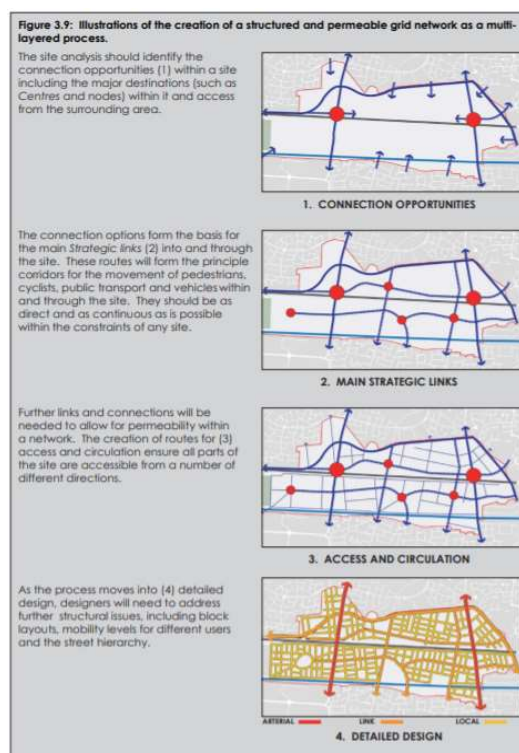 Figure 3.9: Illustrations of the creation of a structured and permeable grid network as a multi-
layered process.
The site analysis should identify the
connection opportunities (1) within a site
including the major destinations (such as
Centres and nodes) within it and access
from the surrounding area.
1. CONNECTION OPPORTUNITIES
The connection options form the basis for
the main Strategic links (2) into and through
the site. These routes will form the principle
corridors for the movement of pedestrians,
cyclists, public transport and vehicles within
and through the site. They should be as
direct and as continuous as is possible
within the constraints of any site.
2. MAIN STRATEGIC LINKS
Further links and connections will be
needed to allow for permeability within
a network. The creation of routes for (3)
access and circulation ensure all parts of
the site are accessible from a number of
different directions.
3. ACCESS AND CIRCULATION
As the process moves into (4) detailed
design, designers will need to address
further structural issues, including block
layouts, mobility levels for different users
and the street hierarchy.
ARTERIAL LINK LOCAL
4. DETAILED DESIGN